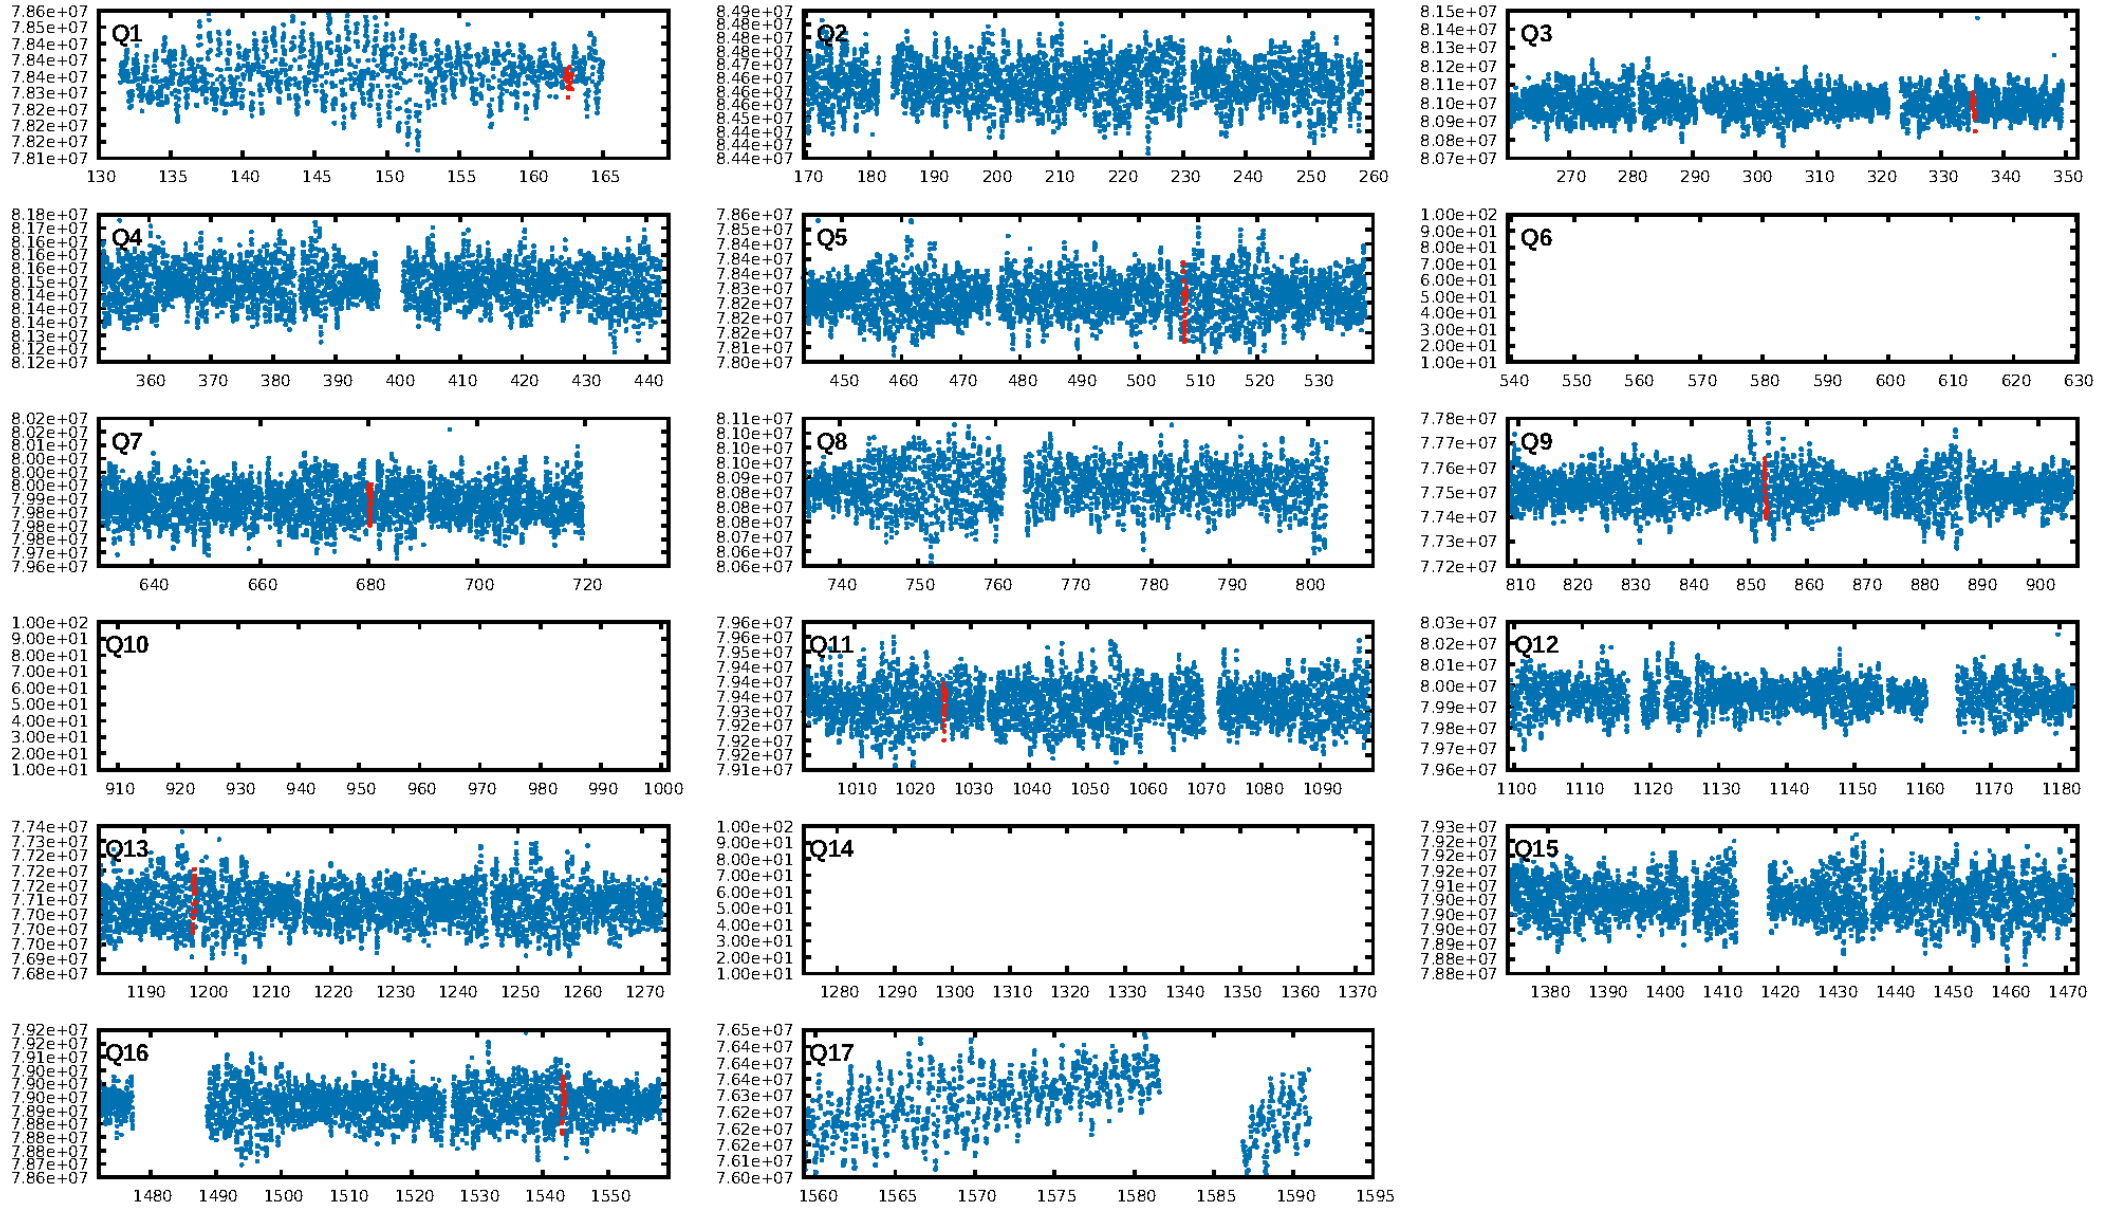 7.86e+07
7.85e+07
7.84e+07
7.84e+07
7.84e+07
7.83e+07
7.82e+07
7.82e+07
7.82e+07
7.81e+07
Q1
130 135 140 145 150 155 160 165
8.49e+07
8.48e+07
8.48e+07
8.48e+07
8.47e+07
8.46e+07
8.46e+07
8.46e+07
8.45e+07
8.44e+07
8.44e+07
8.44e+07
Q2
170 180 190 200 210 220 230 240 250 260
8.15e+07
8.14e+07
8.13e+07
8.12e+07
8.11e+07
8.10e+07
8.09e+07
8.08e+07
8.07e+07
Q3
270 280 290 300 310 320 330 340 350
8.18e+07
8.17e+07
8.16e+07
8.16e+07
8.16e+07
8.15e+07
8.14e+07
8.14e+07
8.14e+07
8.13e+07
8.12e+07
8.12e+07
Q4
360 370 380 390 400 410 420 430 440
7.86e+07
7.85e+07
7.84e+07
7.84e+07
7.84e+07
7.83e+07
7.82e+07
7.82e+07
7.82e+07
7.81e+07
7.80e+07
Q5
450 460 470 480 490 500 510 520 530
1.00e+02
9.00e+01
8.00e+01
7.00e+01
6.00e+01
5.00e+01
4.00e+01
3.00e+01
2.00e+01
1.00e+01
Q6
540 550 560 570 580 590 600 610 620 630
8.02e+07
8.02e+07
8.01e+07
8.00e+07
8.00e+07
8.00e+07
7.99e+07
7.98e+07
7.98e+07
7.98e+07
7.97e+07
7.96e+07
Q7
640 660 680 700 720
8.11e+07
8.10e+07
8.10e+07
8.10e+07
8.09e+07
8.08e+07
8.08e+07
8.08e+07
8.07e+07
8.06e+07
8.06e+07
Q8
740 750 760 770 780 790 800
7.78e+07
7.77e+07
7.76e+07
7.75e+07
7.74e+07
7.73e+07
7.72e+07
Q9
810 820 830 840 850 860 870 880 890 900
1.00e+02
9.00e+01
8.00e+01
7.00e+01
6.00e+01
5.00e+01
4.00e+01
3.00e+01
2.00e+01
1.00e+01
Q10
910 920 930 940 950 960 970 980 990 1000
7.96e+07
7.96e+07
7.95e+07
7.94e+07
7.94e+07
7.94e+07
7.93e+07
7.92e+07
7.92e+07
7.92e+07
7.91e+07
Q11
1010 1020 1030 1040 1050 1060 1070 1080 1090
8.03e+07
8.02e+07
8.01e+07
8.00e+07
7.99e+07
7.98e+07
7.97e+07
7.96e+07
Q12
1100 1110 1120 1130 1140 1150 1160 1170 1180
7.74e+07
7.73e+07
7.72e+07
7.72e+07
7.72e+07
7.71e+07
7.70e+07
7.70e+07
7.70e+07
7.69e+07
7.68e+07
Q13
1190 1200 1210 1220 1230 1240 1250 1260 1270
1.00e+02
9.00e+01
8.00e+01
7.00e+01
6.00e+01
5.00e+01
4.00e+01
3.00e+01
2.00e+01
1.00e+01
Q14
1280 1290 1300 1310 1320 1330 1340 1350 1360 1370
7.93e+07
7.92e+07
7.92e+07
7.92e+07
7.91e+07
7.90e+07
7.90e+07
7.90e+07
7.89e+07
7.88e+07
7.88e+07
Q15
1380 1390 1400 1410 1420 1430 1440 1450 1460 1470
7.92e+07
7.92e+07
7.91e+07
7.90e+07
7.90e+07
7.90e+07
7.89e+07
7.88e+07
7.88e+07
7.88e+07
7.87e+07
7.86e+07
Q16
1480 1490 1500 1510 1520 1530 1540 1550
7.65e+07
7.64e+07
7.64e+07
7.64e+07
7.63e+07
7.62e+07
7.62e+07
7.62e+07
7.61e+07
7.60e+07
Q17
1560 1565 1570 1575 1580 1585 1590 1595